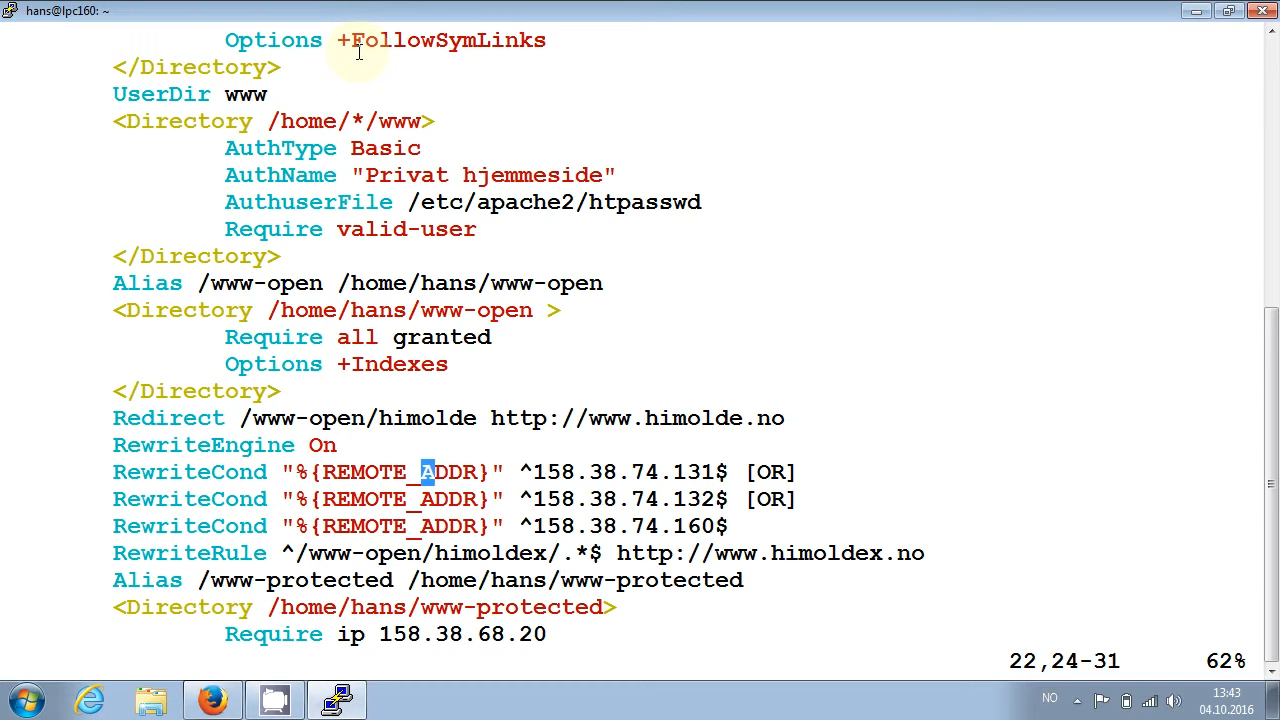 hans@lpc160: ~
Options +FollowSymLinks
</Directory>
UserDir www
<Directory /home/*/www>
AuthType Basic
AuthName "Privat hjemmeside"
AuthuserFile /etc/apache2/htpasswd
Require valid-user
</Directory>
Alias /www-open /home/hans/www-open
<Directory /home/hans/www-open >
Require all granted
Options +Indexes
</Directory>
Redirect /www-open/himolde http://www.himolde.no
RewriteEngine On
RewriteCond "%{REMOTE_ADDR}" ^158.38.74.131$ [OR]
RewriteCond "%{REMOTE_ADDR}" ^158.38.74.132$ [OR]
RewriteCond "%{REMOTE_ADDR}" ^158.38.74.160$
RewriteRule ^/www-open/himoldex/.*$ http://www.himoldex.no
Alias /www-protected /home/hans/www-protected
<Directory /home/hans/www-protected>
Require ip 158.38.68.20
22,24-31 62%
NO 13:43
04.10.2016